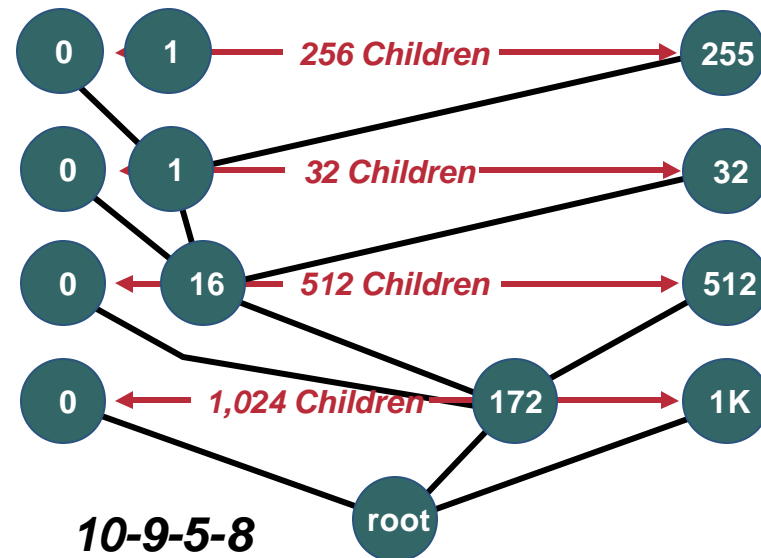 0 1 256 Children 255
0 1 32 Children 32
0 16 512 Children 512
0 1,024 Children 172 1K
root
10-9-5-8